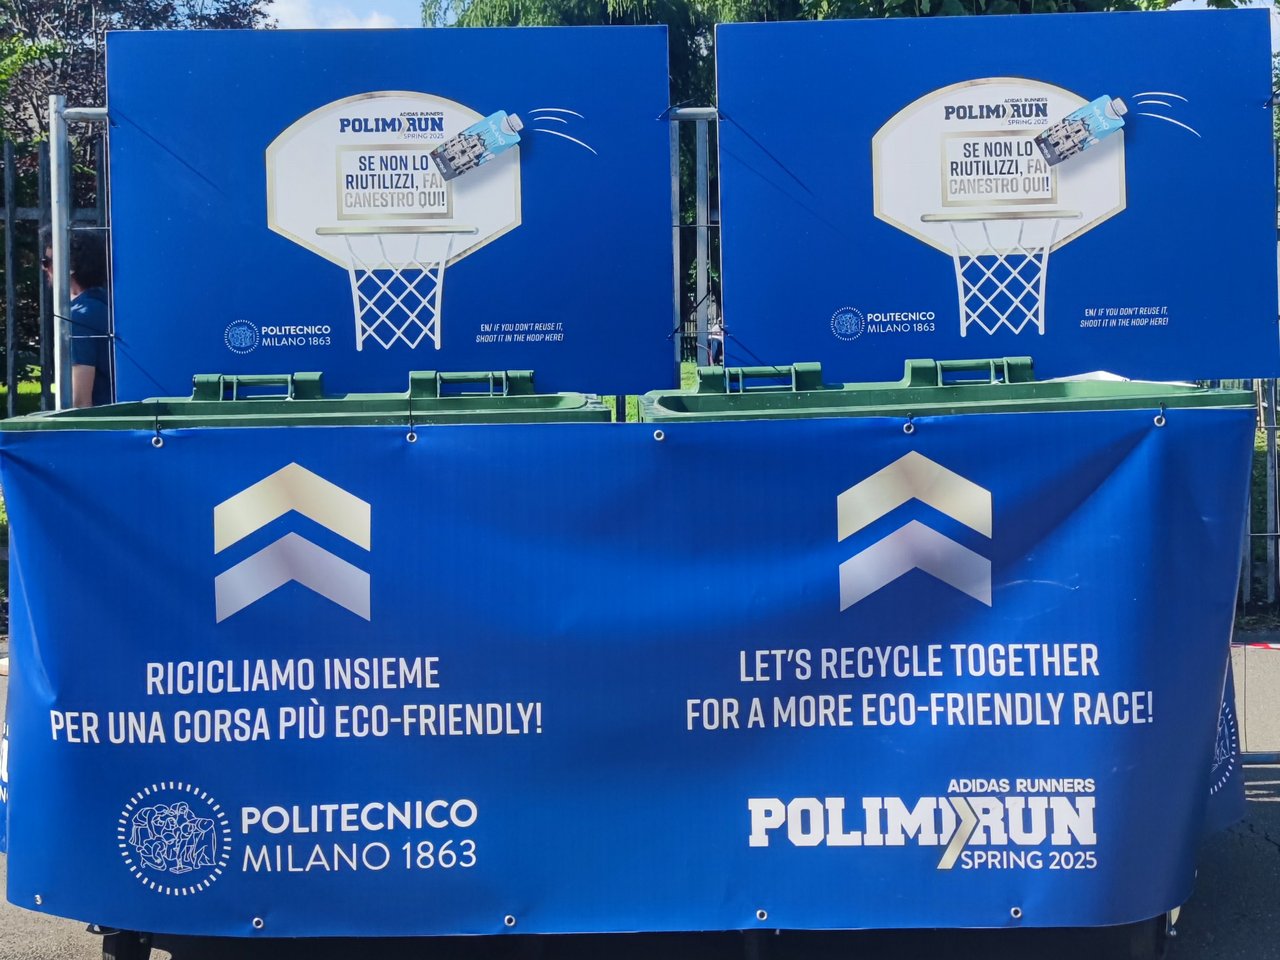 ADIDAS RUNNERS
POLIMI RUN
SPRING 2025
SE NON LO
RIUTILIZZI, FAI
CANESTRO QUI!
POLITECNICO
MILANO 1863
EN/ IF YOU DON'T REUSE IT,
SHOOT IT IN THE HOOP HERE!
ADIDAS RUNNERS
POLIMI RUN
SPRING 2025
MILANO
SE NON LO
RIUTILIZZI, FAI
CANESTRO QUI!
POLITECNICO
MILANO 1863
EN/ IF YOU DON'T REUSE IT,
SHOOT IT IN THE HOOP HERE!
RICICLIAMO INSIEME
PER UNA CORSA PIÙ ECO-FRIENDLY!
POLITECNICO
MILANO 1863
LET'S RECYCLE TOGETHER
FOR A MORE ECO-FRIENDLY RACE!
ADIDAS RUNNERS
POLIMI RUN
SPRING 2025